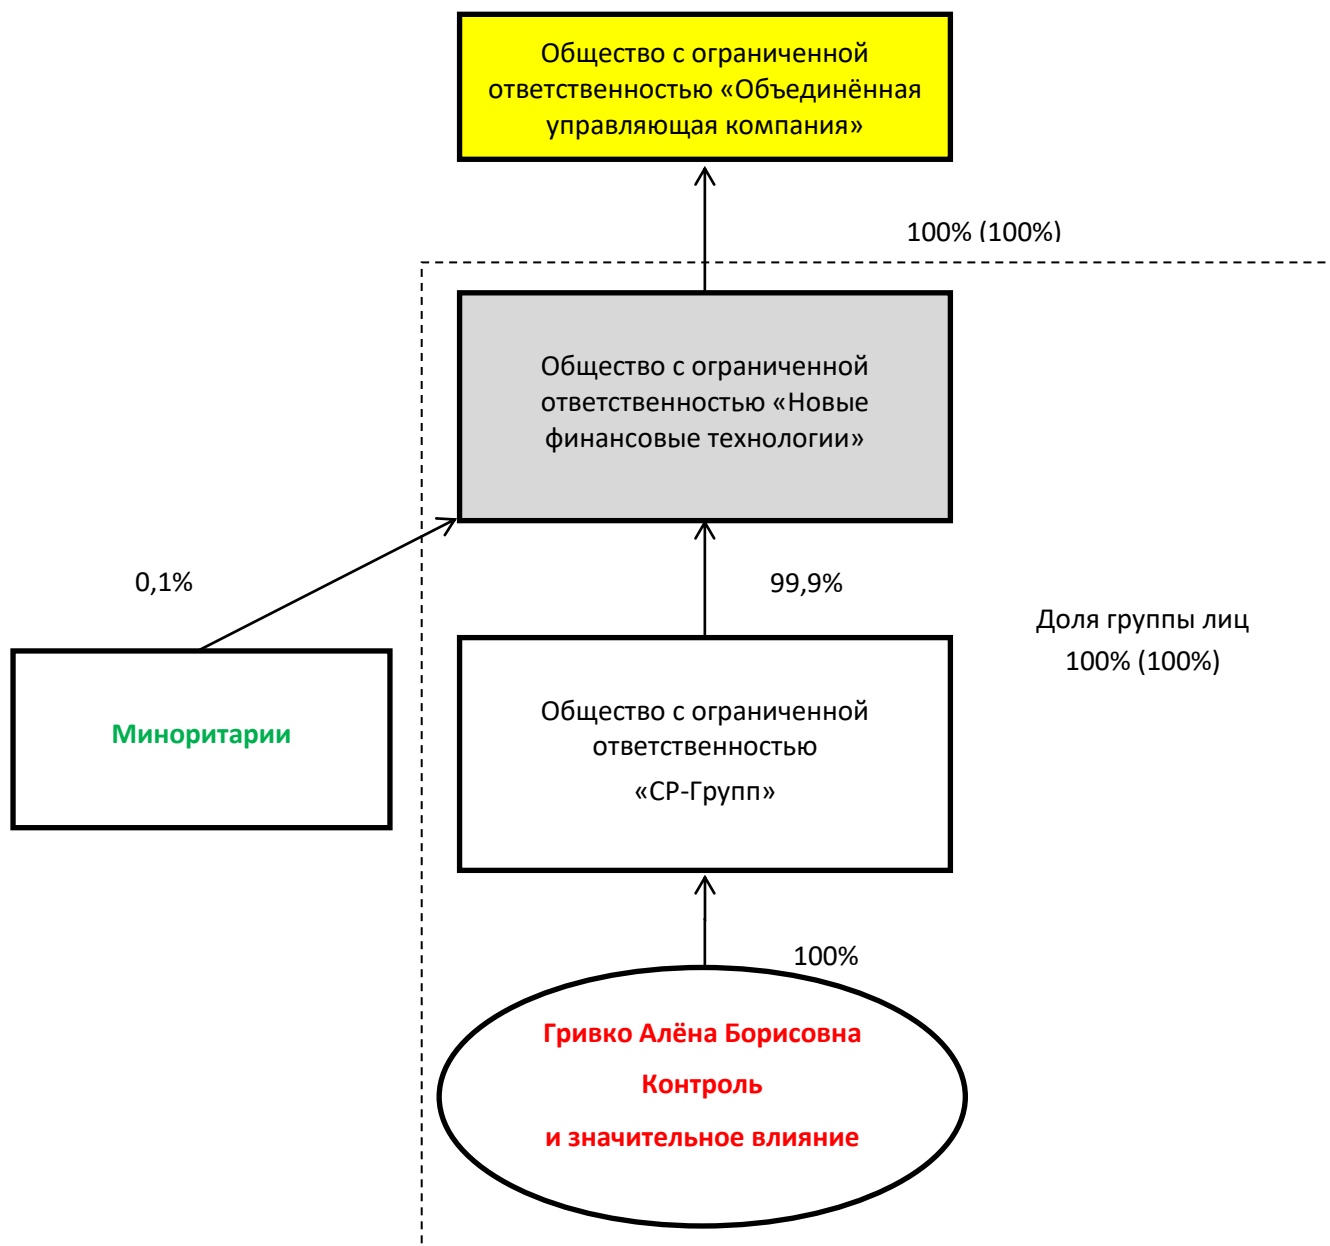 Общество с ограниченной
ответственностью «Объединённая
управляющая компания»
100% (100%)
Общество с ограниченной
ответственностью «Новые
финансовые технологии»
0,1%
99,9%
Доля группы лиц
100% (100%)
Миноритарии
Общество с ограниченной
ответственностью
«СР-Групп»
100%
Гривко Алёна Борисовна
Контроль
и значительное влияние